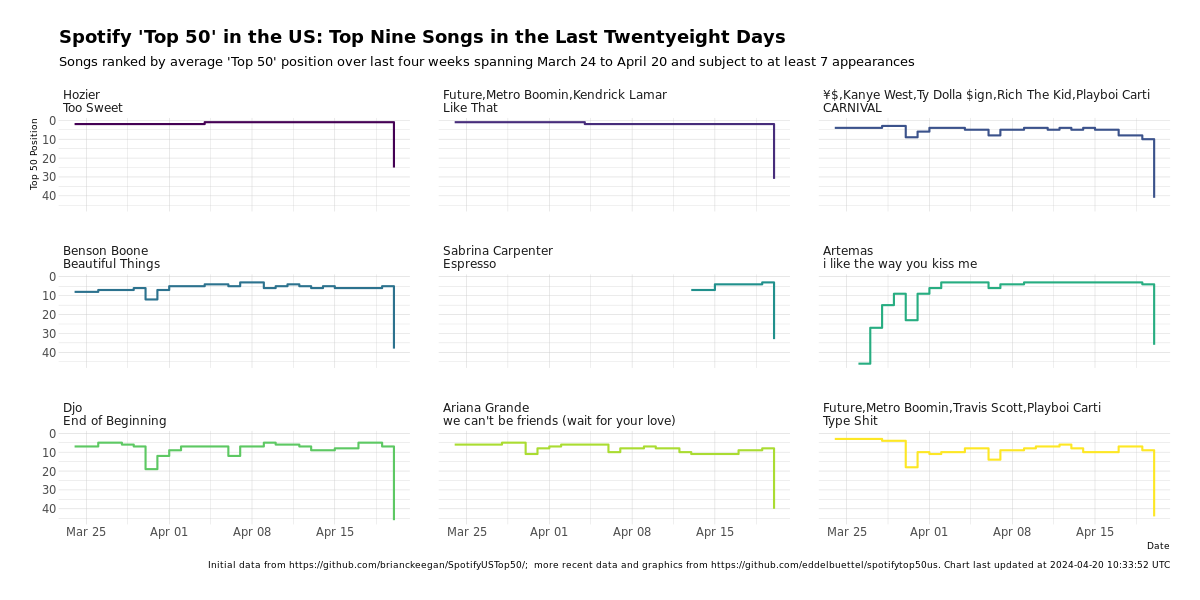 Spotify 'Top 50' in the US: Top Nine Songs in the Last Twentyeight Days
Songs ranked by average 'Top 50' position over last four weeks spanning March 24 to April 20 and subject to at least 7 appearances
Hozier
Too Sweet
Future,Metro Boomin,Kendrick Lamar
Like That
¥$,Kanye West,Ty Dolla $ign,Rich The Kid,Playboi Carti
CARNIVAL
Top 50 Position
0
10
20
30
40
Benson Boone
Beautiful Things
Sabrina Carpenter
Espresso
Artemas
i like the way you kiss me
0
10
20
30
40
Djo
End of Beginning
Ariana Grande
we can't be friends (wait for your love)
Future,Metro Boomin,Travis Scott,Playboi Carti
Type Shit
0
10
20
30
40
Mar 25 Apr 01 Apr 08 Apr 15
Mar 25 Apr 01 Apr 08 Apr 15
Mar 25 Apr 01 Apr 08 Apr 15
Date
Initial data from https://github.com/brianckeegan/SpotifyUSTop50/; more recent data and graphics from https://github.com/eddelbuettel/spotifytop50us. Chart last updated at 2024-04-20 10:33:52 UTC